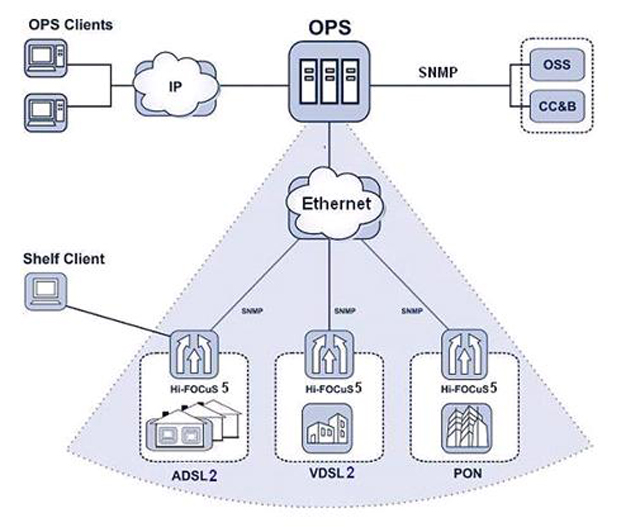 OPS Clients
OPS
IP
SNMP
OSS
CC&B
Ethernet
Shelf Client
SNMP
SNMP
SNMP
Hi-FOCuS 5
Hi-FOCuS 5
Hi-FOCuS 5
ADSL2
VDSL2
PON